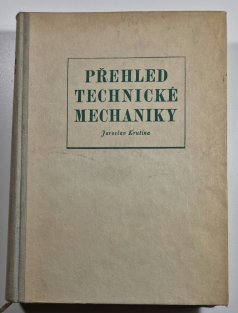 PŘEHLED
TECHNICKÉ
MECHANIKY
Jaroslav Krutina